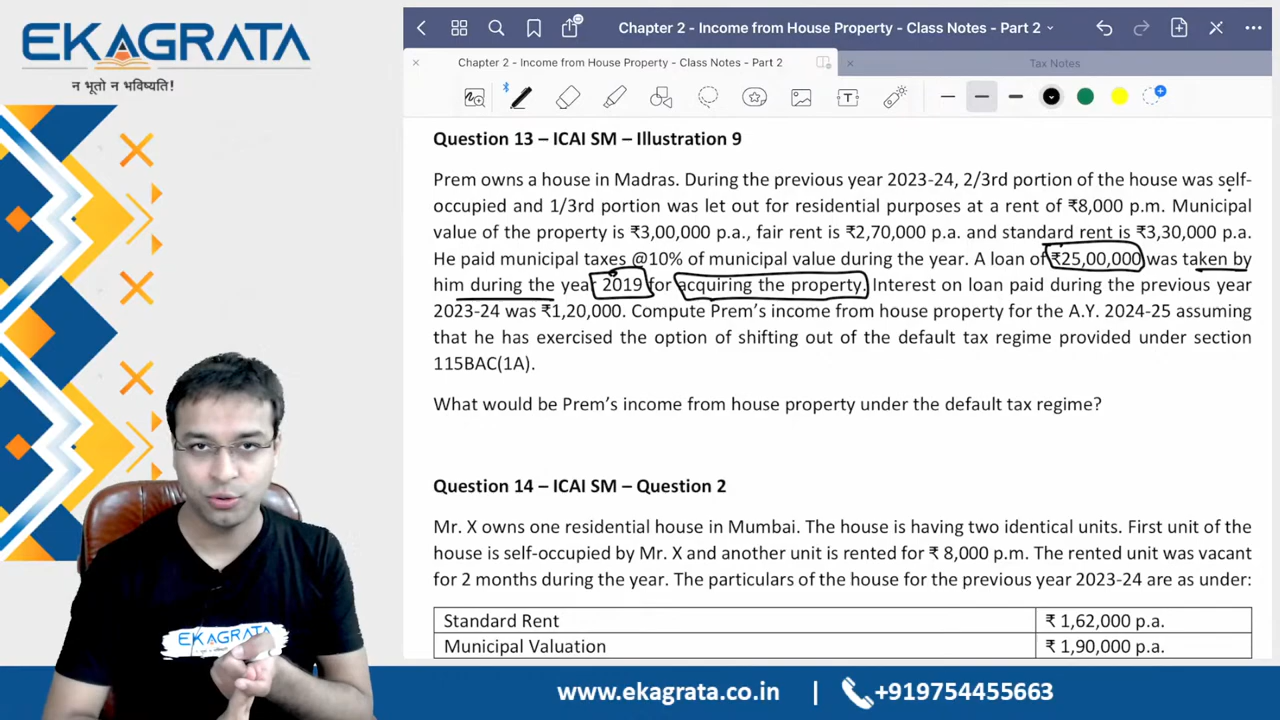 EKAGRATA
न भूतो न भविष्यति!
Chapter 2 - Income from House Property - Class Notes - Part 2
Chapter 2 - Income from House Property - Class Notes - Part 2
Tax Notes
Question 13 – ICAI SM – Illustration 9
Prem owns a house in Madras. During the previous year 2023-24, 2/3rd portion of the house was self-
occupied and 1/3rd portion was let out for residential purposes at a rent of ₹8,000 p.m. Municipal
value of the property is ₹3,00,000 p.a., fair rent is ₹2,70,000 p.a. and standard rent is ₹3,30,000 p.a.
He paid municipal taxes @10% of municipal value during the year. A loan of ₹25,00,000 was taken by
him during the year 2019 for acquiring the property. Interest on loan paid during the previous year
2023-24 was ₹1,20,000. Compute Prem's income from house property for the A.Y. 2024-25 assuming
that he has exercised the option of shifting out of the default tax regime provided under section
115BAC(1A).
What would be Prem's income from house property under the default tax regime?
Question 14 – ICAI SM – Question 2
Mr. X owns one residential house in Mumbai. The house is having two identical units. First unit of the
house is self-occupied by Mr. X and another unit is rented for ₹ 8,000 p.m. The rented unit was vacant
for 2 months during the year. The particulars of the house for the previous year 2023-24 are as under:
Standard Rent ₹ 1,62,000 p.a.
Municipal Valuation ₹ 1,90,000 p.a.
EKAGRATA
www.ekagrata.co.in | +919754455663